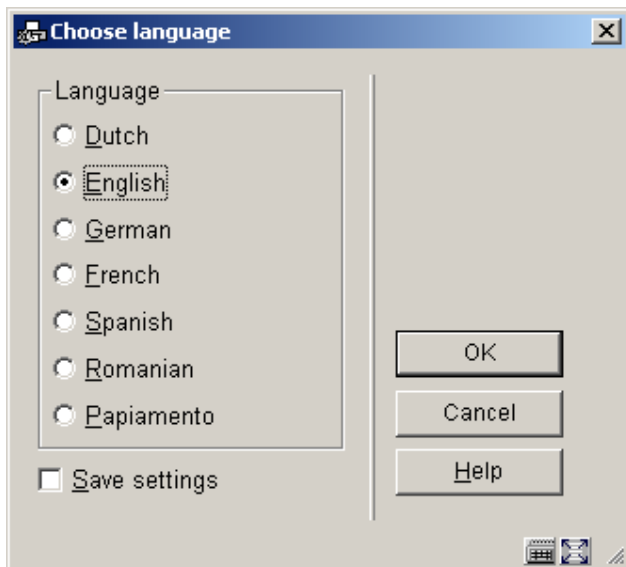 Choose language
Language
Dutch
English
German
French
Spanish
Romanian
Papiamento
Save settings
OK
Cancel
Help